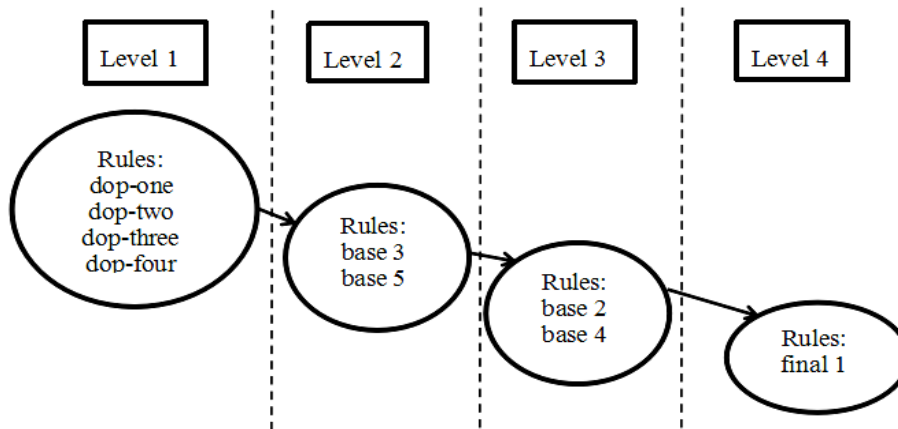 Level 1
Level 2
Level 3
Level 4
Rules:
dop-one
dop-two
dop-three
dop-four
Rules:
base 3
base 5
Rules:
base 2
base 4
Rules:
final 1